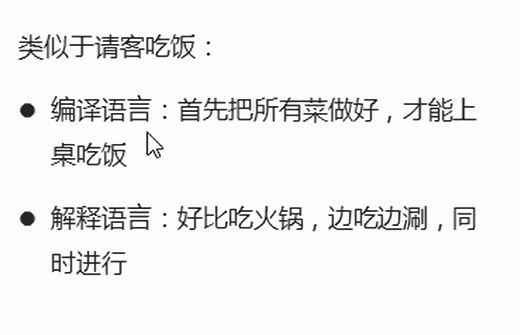 类似于请客吃饭：
● 编译语言：首先把所有菜做好，才能上
桌吃饭
● 解释语言：好比吃火锅，边吃边涮，同
时进行